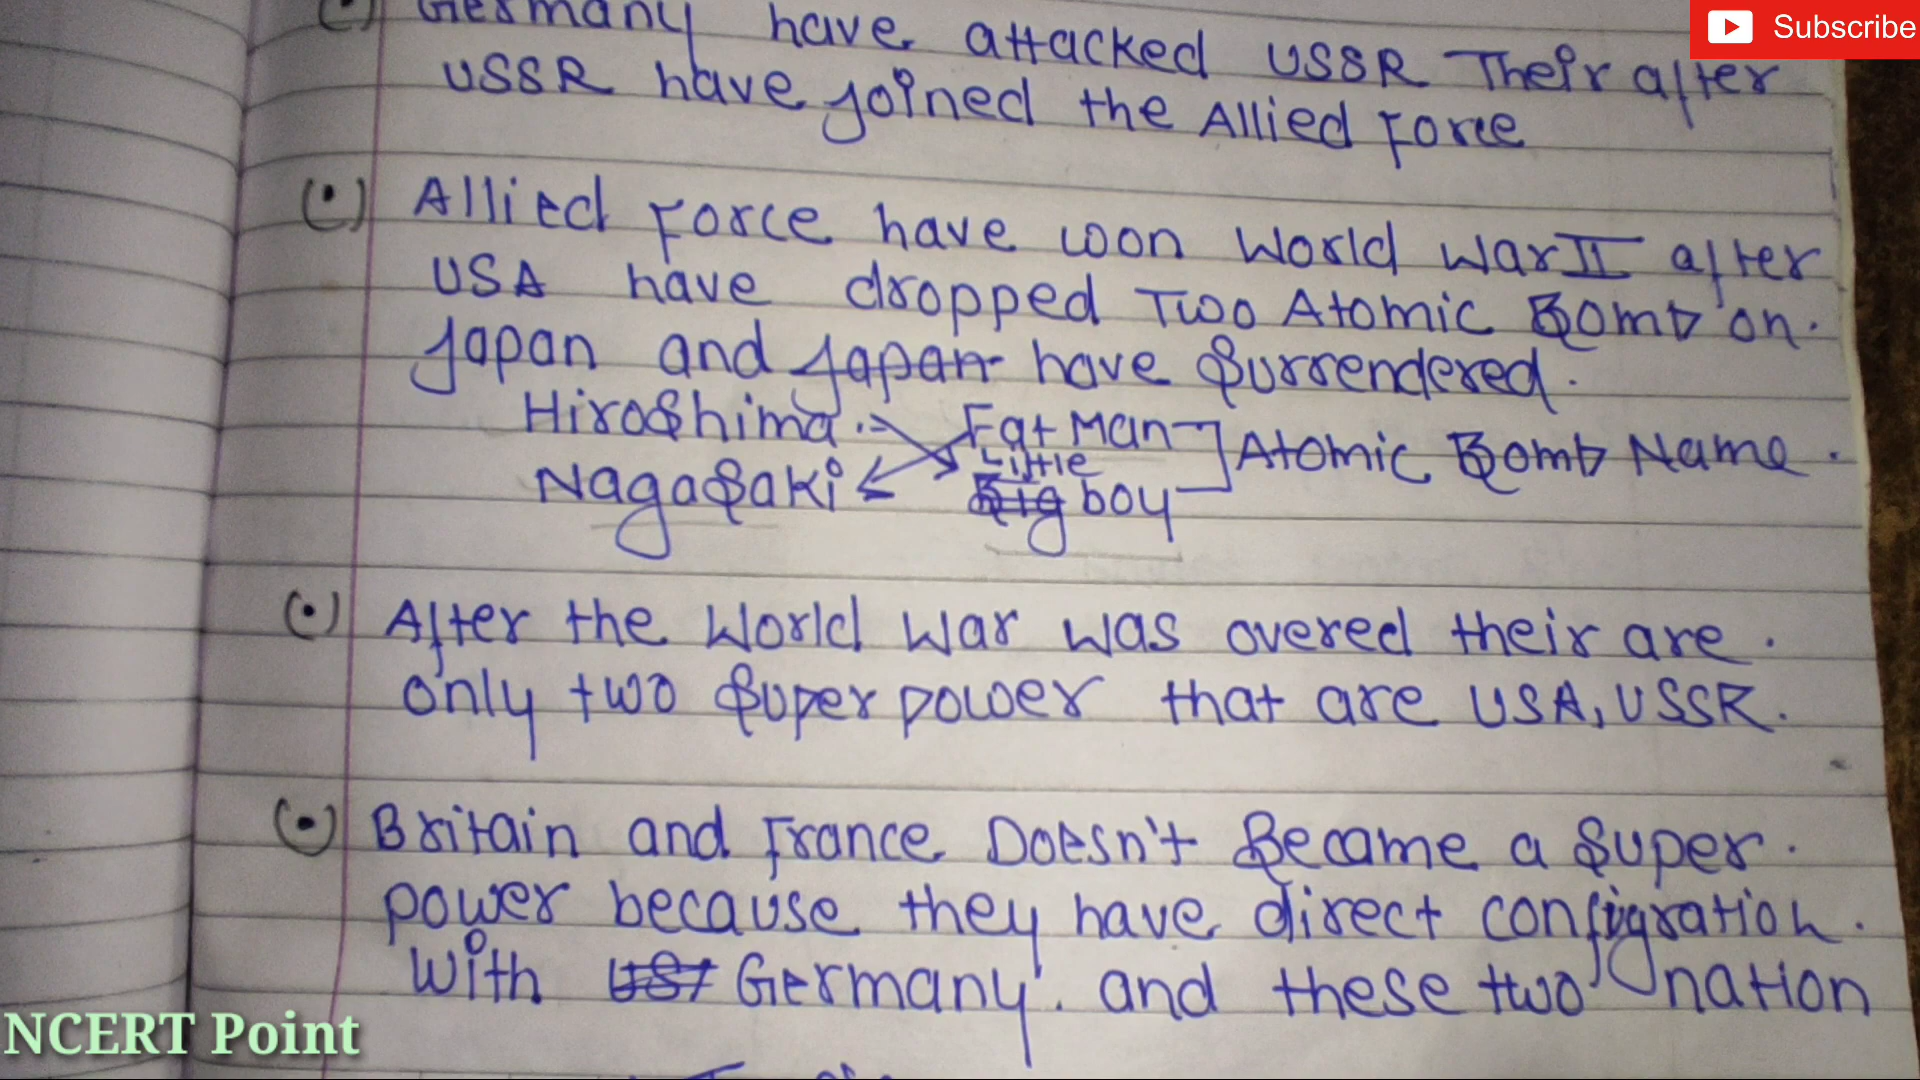 Subscribe
Germany have attacked USSR Their after
USSR have joined the Allied Force
Allied Force have woon World War II after
USA have dropped Two Atomic Bomb on.
Japan and Japan have surrendered.
Hiroshima Fat Man Atomic Bomb Name.
Little
Nagasaki Big boy
After the World War was overed their are.
only two super power that are USA, USSR.
Britain and France Doesn't Became a super.
power because they have direct configration.
With UST Germany. and these two nation
NCERT Point